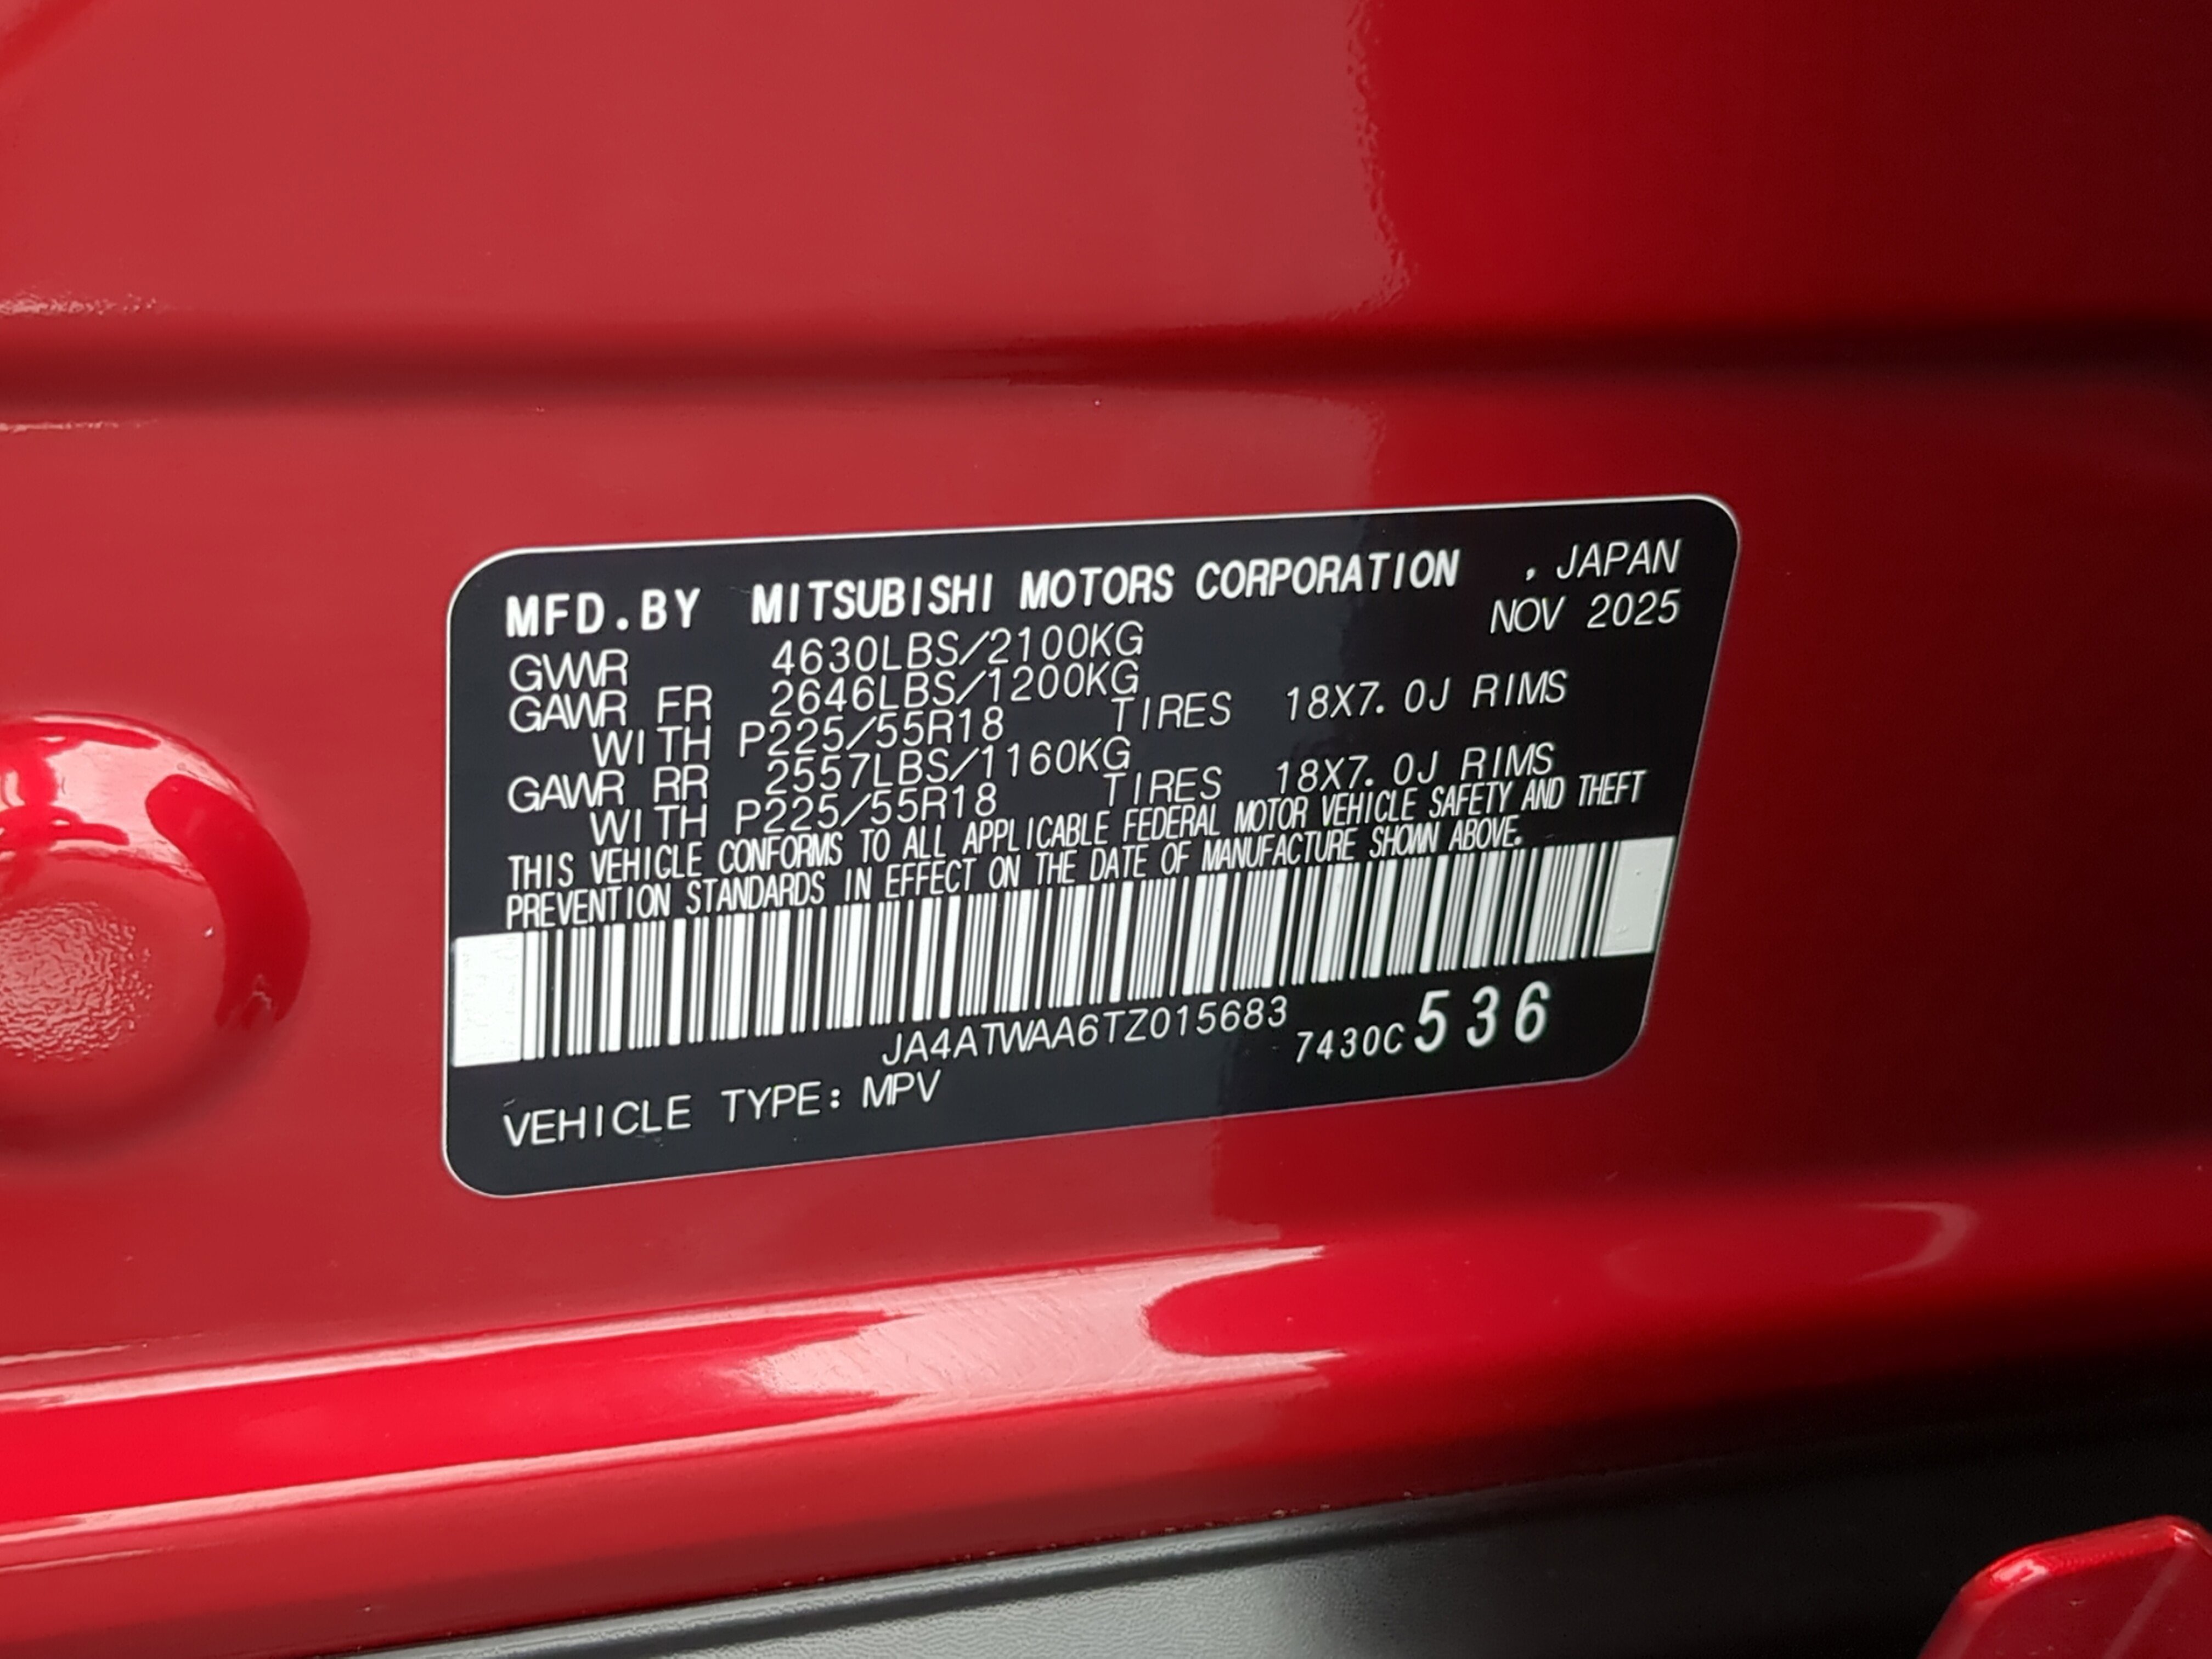 MFD.BY MITSUBISHI MOTORS CORPORATION , JAPAN
NOV 2025
GVWR 4630LBS/2100KG
GAWR FR 2646LBS/1200KG
WITH P225/55R18 TIRES 18X7.0J RIMS
GAWR RR 2557LBS/1160KG
WITH P225/55R18 TIRES 18X7.0J RIMS
THIS VEHICLE CONFORMS TO ALL APPLICABLE FEDERAL MOTOR VEHICLE SAFETY AND THEFT
PREVENTION STANDARDS IN EFFECT ON THE DATE OF MANUFACTURE SHOWN ABOVE.
JA4ATWAA6TZ015683
7430C536
VEHICLE TYPE: MPV